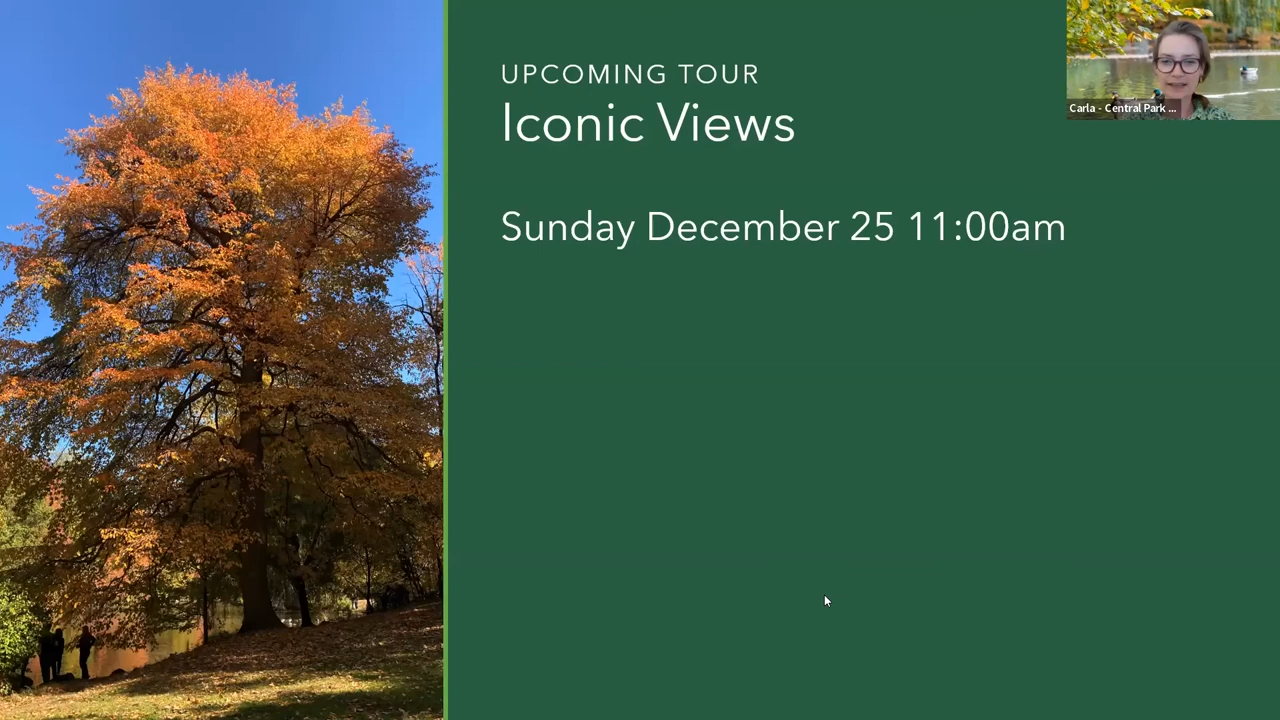 UPCOMING TOUR
Iconic Views
Sunday December 25 11:00am
Carla - Central Park ...